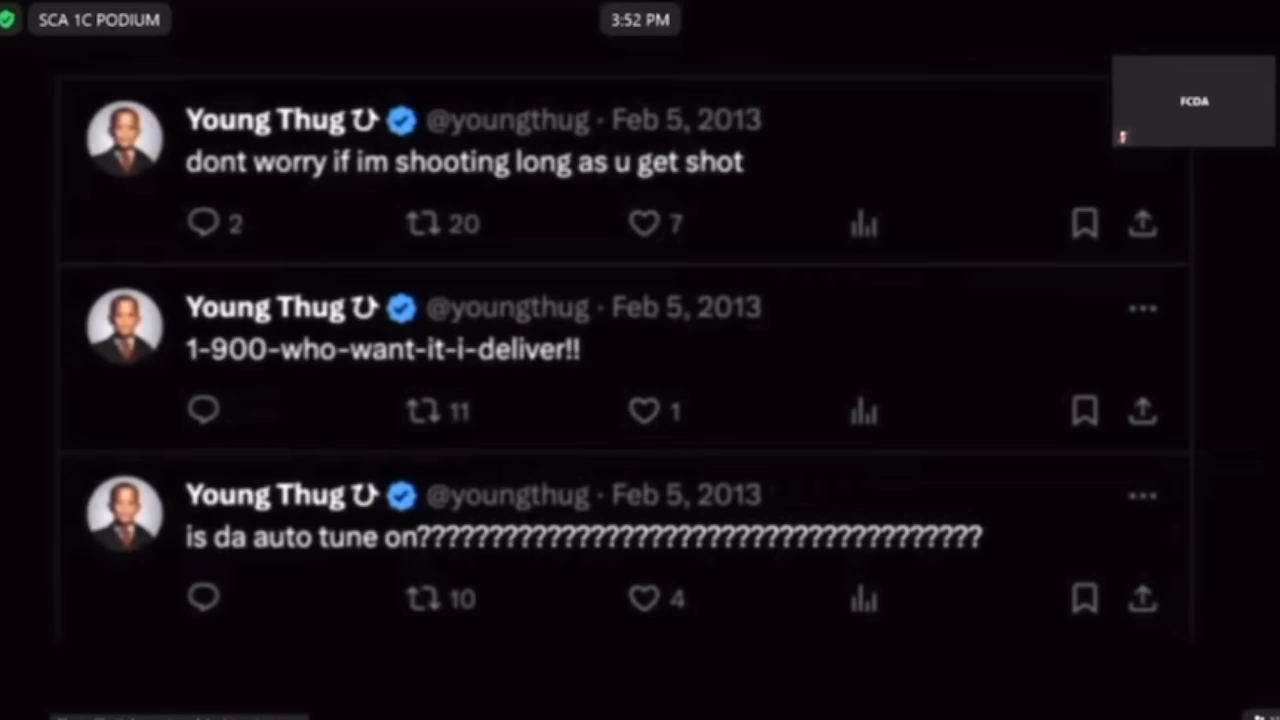 SCA 1C PODIUM
3:52 PM
FCDA
Young Thug ひ @youngthug · Feb 5, 2013
dont worry if im shooting long as u get shot
2 20 7
Young Thug ひ @youngthug · Feb 5, 2013
1-900-who-want-it-i-deliver!!
11 1
Young Thug ひ @youngthug · Feb 5, 2013
is da auto tune on???????????????????????????????????????????????
10 4